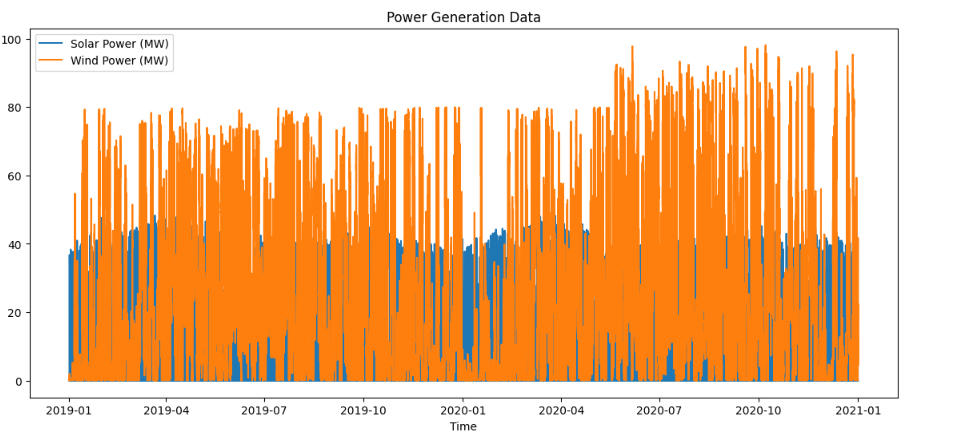 Power Generation Data
Solar Power (MW)
Wind Power (MW)
100
80
60
40
20
0
2019-01 2019-04 2019-07 2019-10 2020-01 2020-04 2020-07 2020-10 2021-01
Time